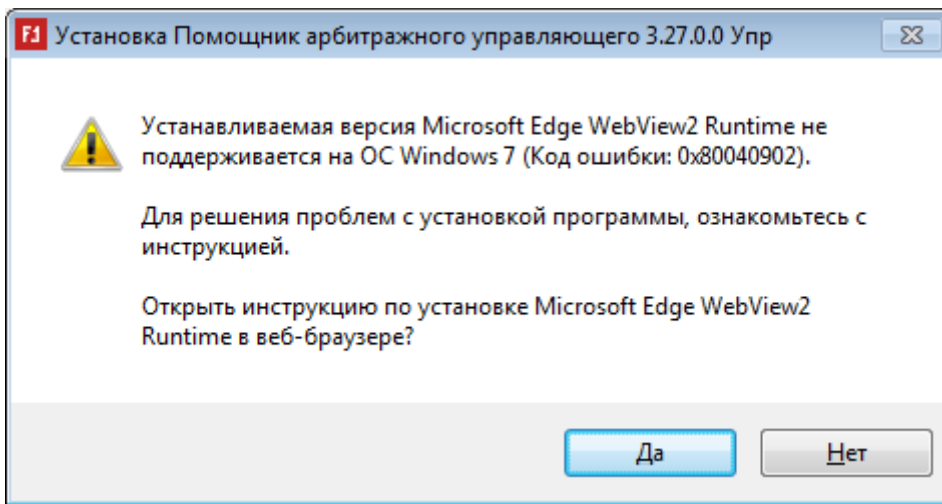 Установка Помощник арбитражного управляющего 3.27.0.0 Упр
Устанавливаемая версия Microsoft Edge WebView2 Runtime не
поддерживается на ОС Windows 7 (Код ошибки: 0x80040902).
Для решения проблем с установкой программы, ознакомьтесь с
инструкцией.
Открыть инструкцию по установке Microsoft Edge WebView2
Runtime в веб-браузере?
Да
Нет